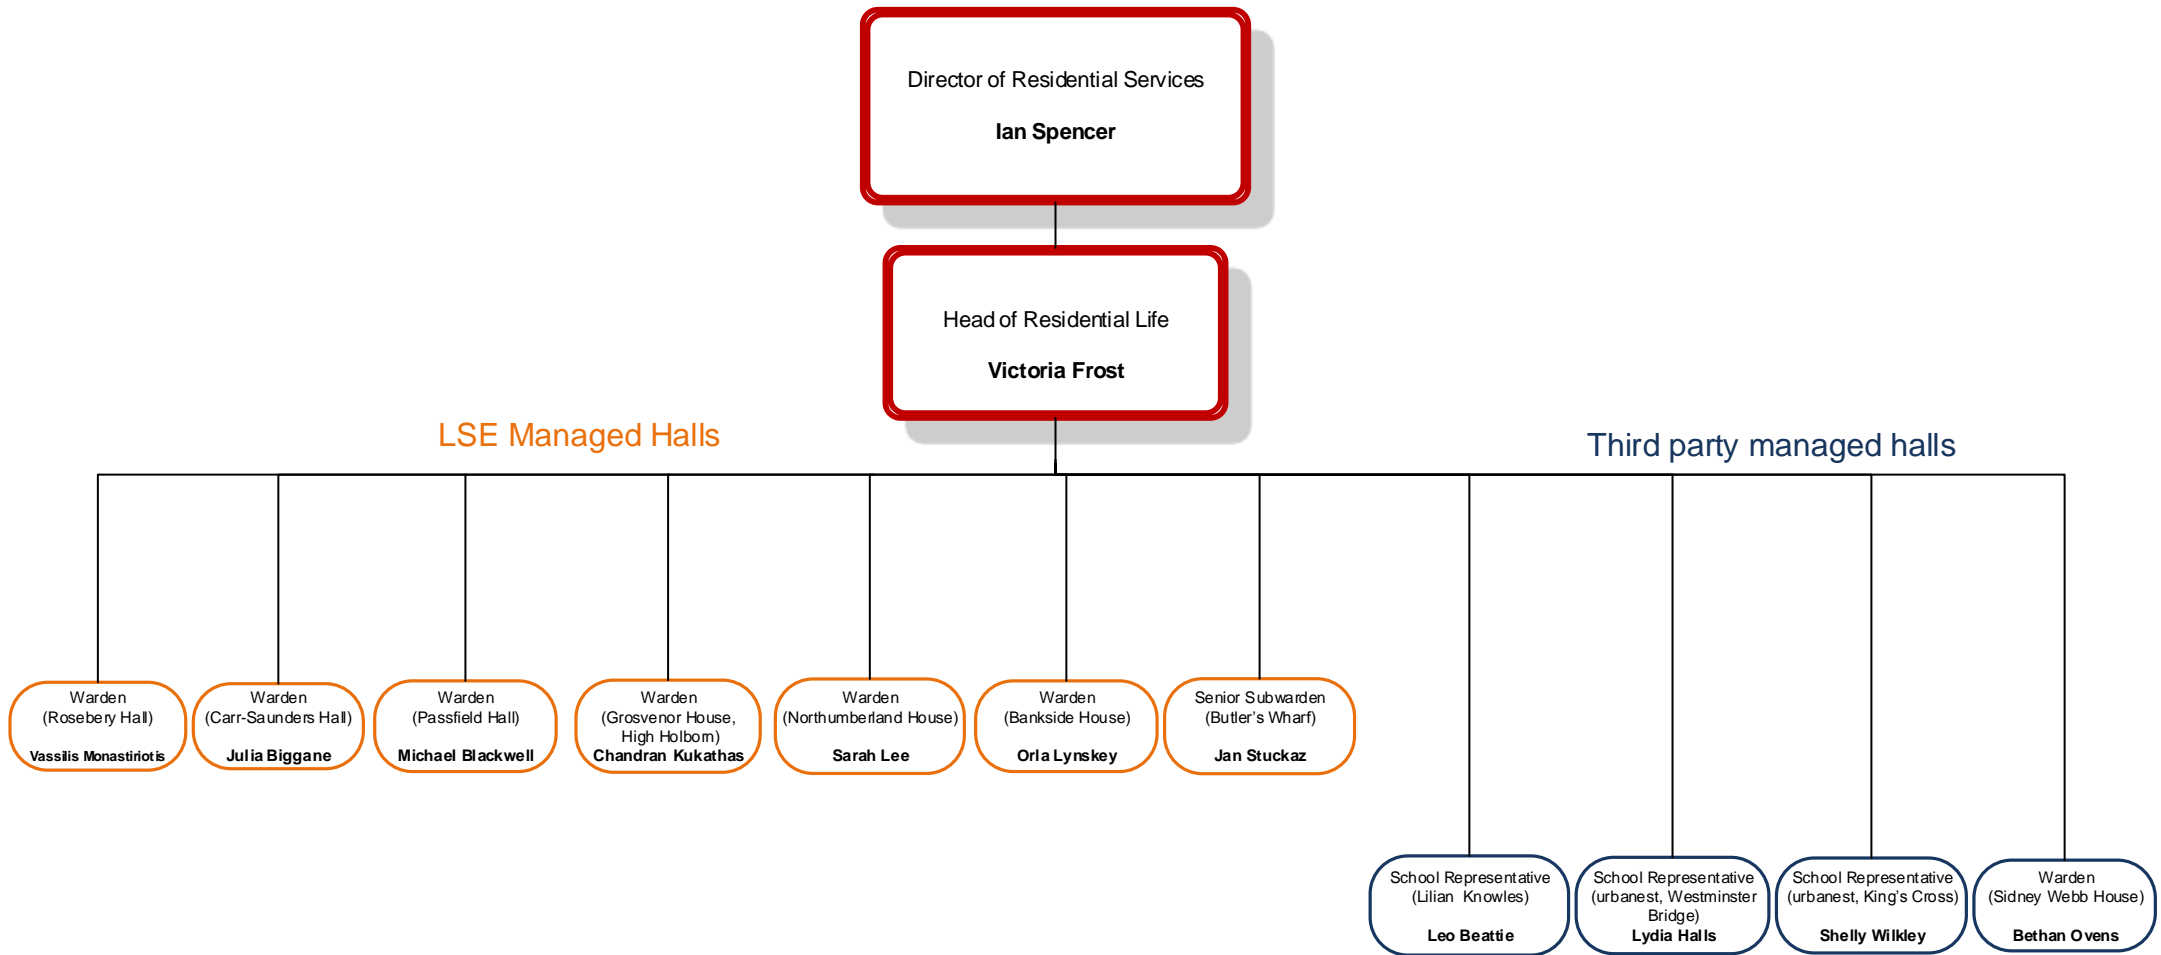 Director of Residential Services
Ian Spencer
Head of Residential Life
Victoria Frost
LSE Managed Halls
Third party managed halls
Warden
(Rosebery Hall)
Vassilis Monastiriotis
Warden
(Carr-Saunders Hall)
Julia Biggane
Warden
(Passfield Hall)
Michael Blackwell
Warden
(Grosvenor House,
High Holborn)
Chandran Kukathas
Warden
(Northumberland House)
Sarah Lee
Warden
(Bankside House)
Orla Lynskey
Senior Subwarden
(Butler's Wharf)
Jan Stuckaz
School Representative
(Lilian Knowles)
Leo Beattie
School Representative
(urbanest, Westminster
Bridge)
Lydia Halls
School Representative
(urbanest, King's Cross)
Shelly Wilkley
Warden
(Sidney Webb House)
Bethan Ovens